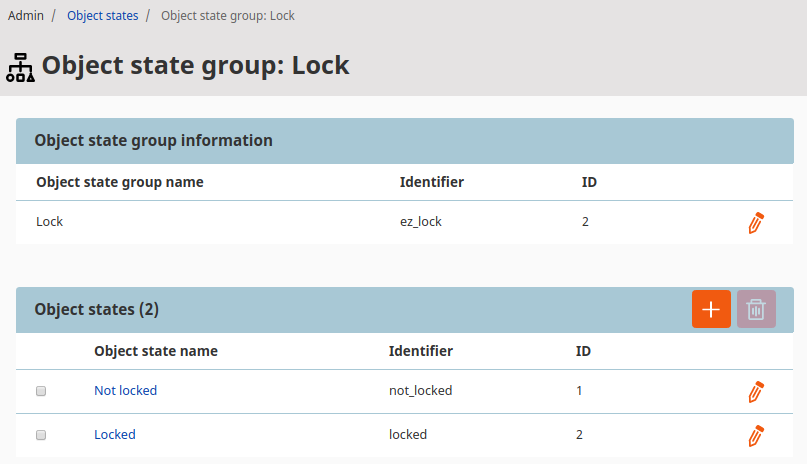 Admin / Object states / Object state group: Lock
Object state group: Lock
Object state group information
Object state group name Identifier ID
Lock ez_lock 2
Object states (2)
Object state name Identifier ID
Not locked not_locked 1
Locked locked 2